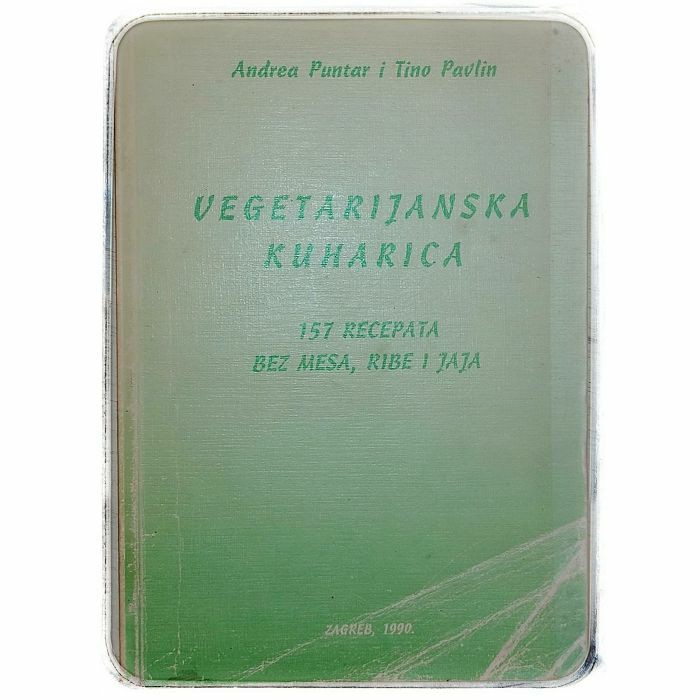 Andrea Puntar i Tino Pavlin
VEGETARIJANSKA
KUHARICA
157 RECEPATA
BEZ MESA, RIBE I JAJA
ZAGREB, 1990.